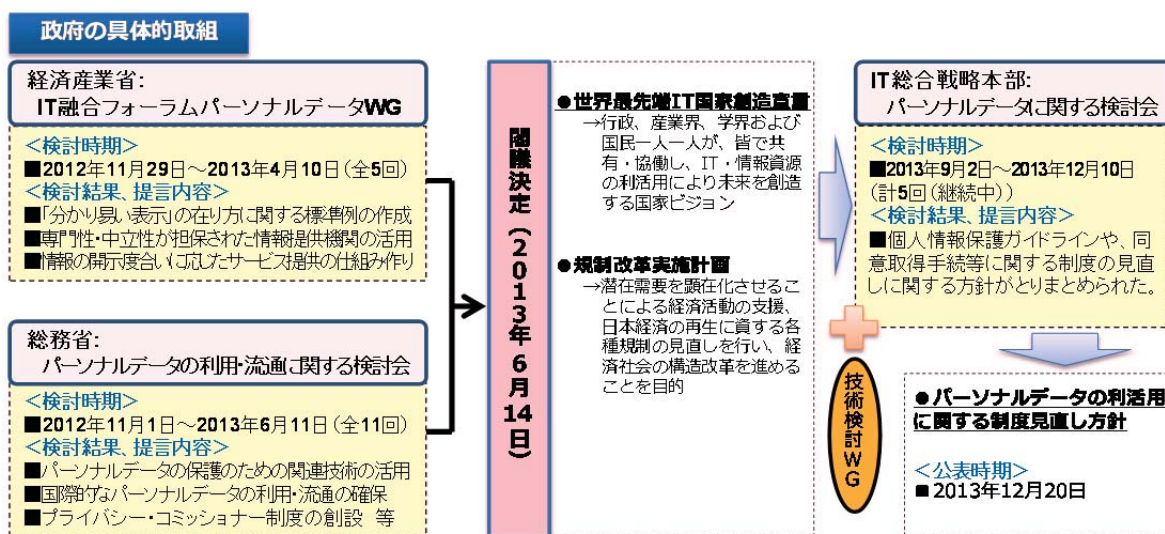 政府の具体的取組
経済産業省:
IT融合フォーラムパーソナルデータWG
<検討時期>
■2012年11月29日～2013年4月10日(全5回)
<検討結果、提言内容>
■「分かり易い表示」の在り方に関する標準例の作成
■専門性・中立性が担保された情報提供機関の活用
■情報の開示度合いに応じたサービス提供の仕組み作り
総務省:
パーソナルデータの利用・流通に関する検討会
<検討時期>
■2012年11月1日～2013年6月11日(全11回)
<検討結果、提言内容>
■パーソナルデータの保護のための関連技術の活用
■国際的なパーソナルデータの利用・流通の確保
■プライバシー・コミッショナー制度の創設 等
閣議決定(2013年6月14日)
●世界最先端IT国家創造宣言
→行政、産業界、学界および
国民一人一人が、皆で共
有・協働し、IT・情報資源
の利活用により未来を創造
する国家ビジョン
●規制改革実施計画
→潜在需要を顕在化させるこ
とによる経済活動の支援、
日本経済の再生に資する各
種規制の見直しを行い、経
済社会の構造改革を進める
ことを目的
IT総合戦略本部:
パーソナルデータに関する検討会
<検討時期>
■2013年9月2日～2013年12月10日
(計5回(継続中))
<検討結果、提言内容>
■個人情報保護ガイドラインや、同
意取得手続等に関する制度の見直
しに関する方針がとりまとめられた。
技術検討WG
●パーソナルデータの利活用
に関する制度見直し方針
<公表時期>
■2013年12月20日